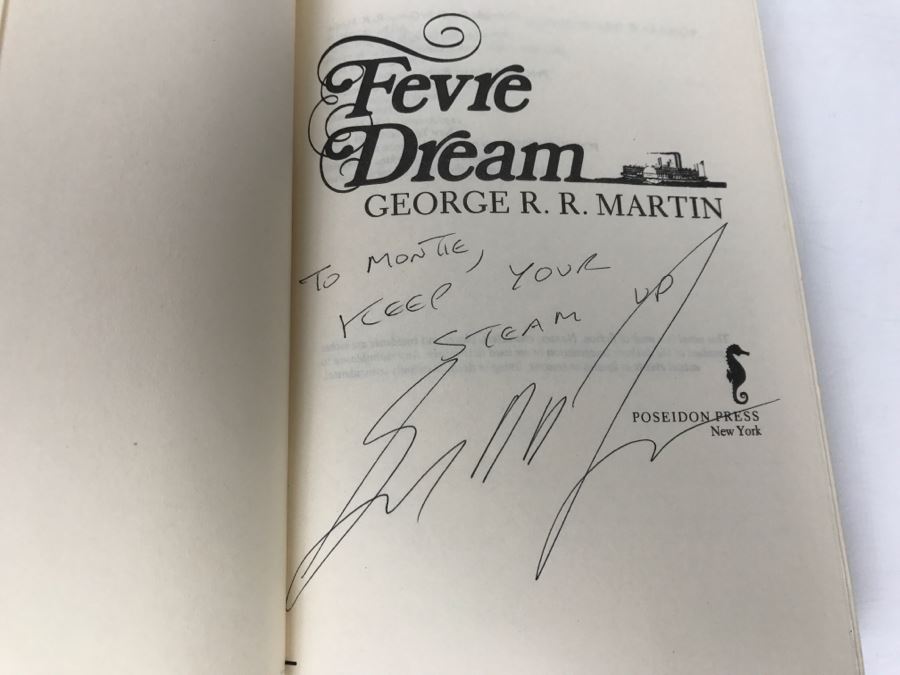 Fevre
Dream
GEORGE R. R. MARTIN
TO MONTIE,
KEEP YOUR
STEAM UP
POSEIDON PRESS
New York